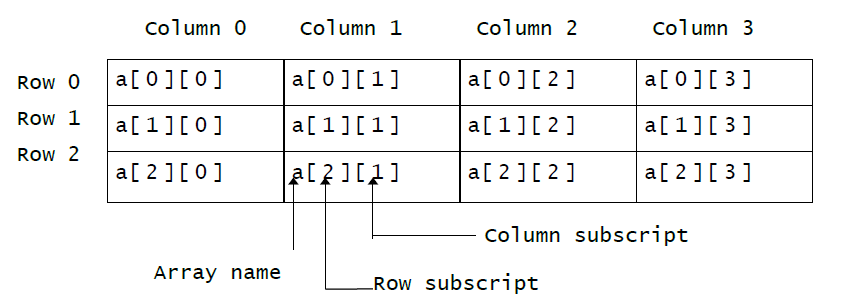 Column 0 Column 1 Column 2 Column 3
Row 0 a[0][0] a[0][1] a[0][2] a[0][3]
Row 1 a[1][0] a[1][1] a[1][2] a[1][3]
Row 2 a[2][0] a[2][1] a[2][2] a[2][3]
Column subscript
Array name
Row subscript